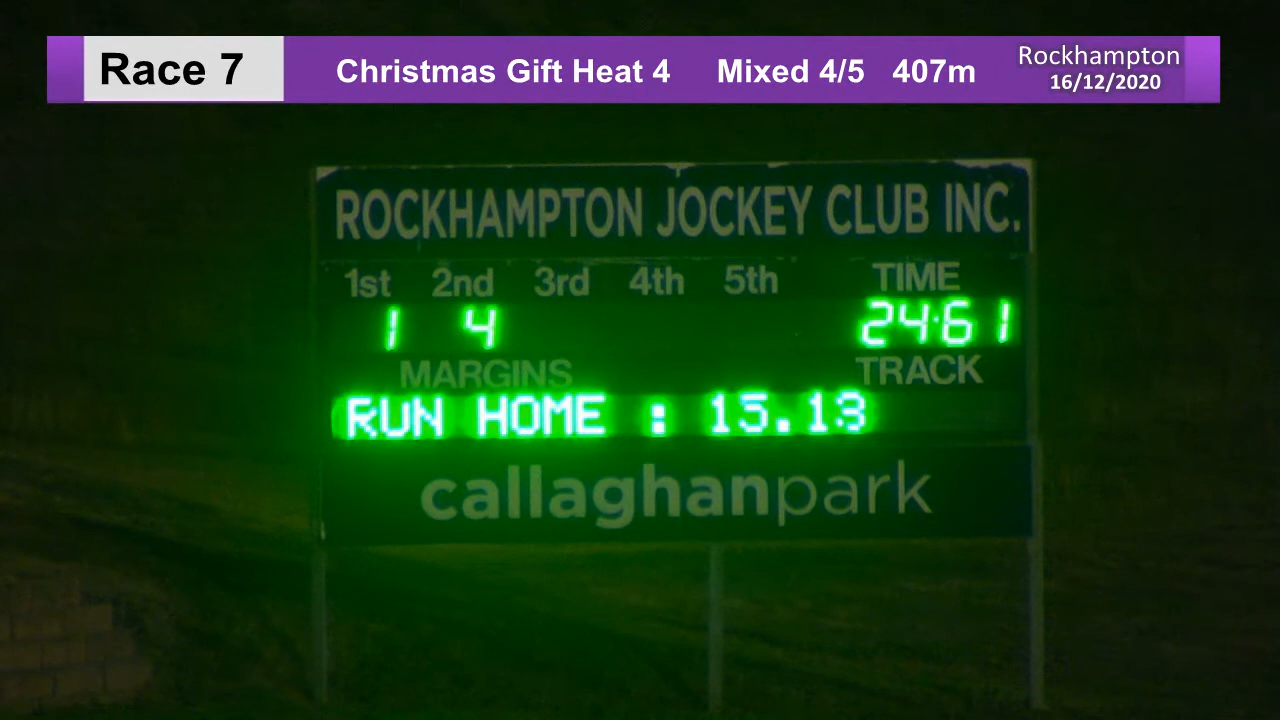 Race 7 Christmas Gift Heat 4 Mixed 4/5 407m Rockhampton
16/12/2020
ROCKHAMPTON JOCKEY CLUB INC.
1st 2nd 3rd 4th 5th TIME
1 4 24.61
MARGINS TRACK
RUN HOME : 15.13
callaghanpark